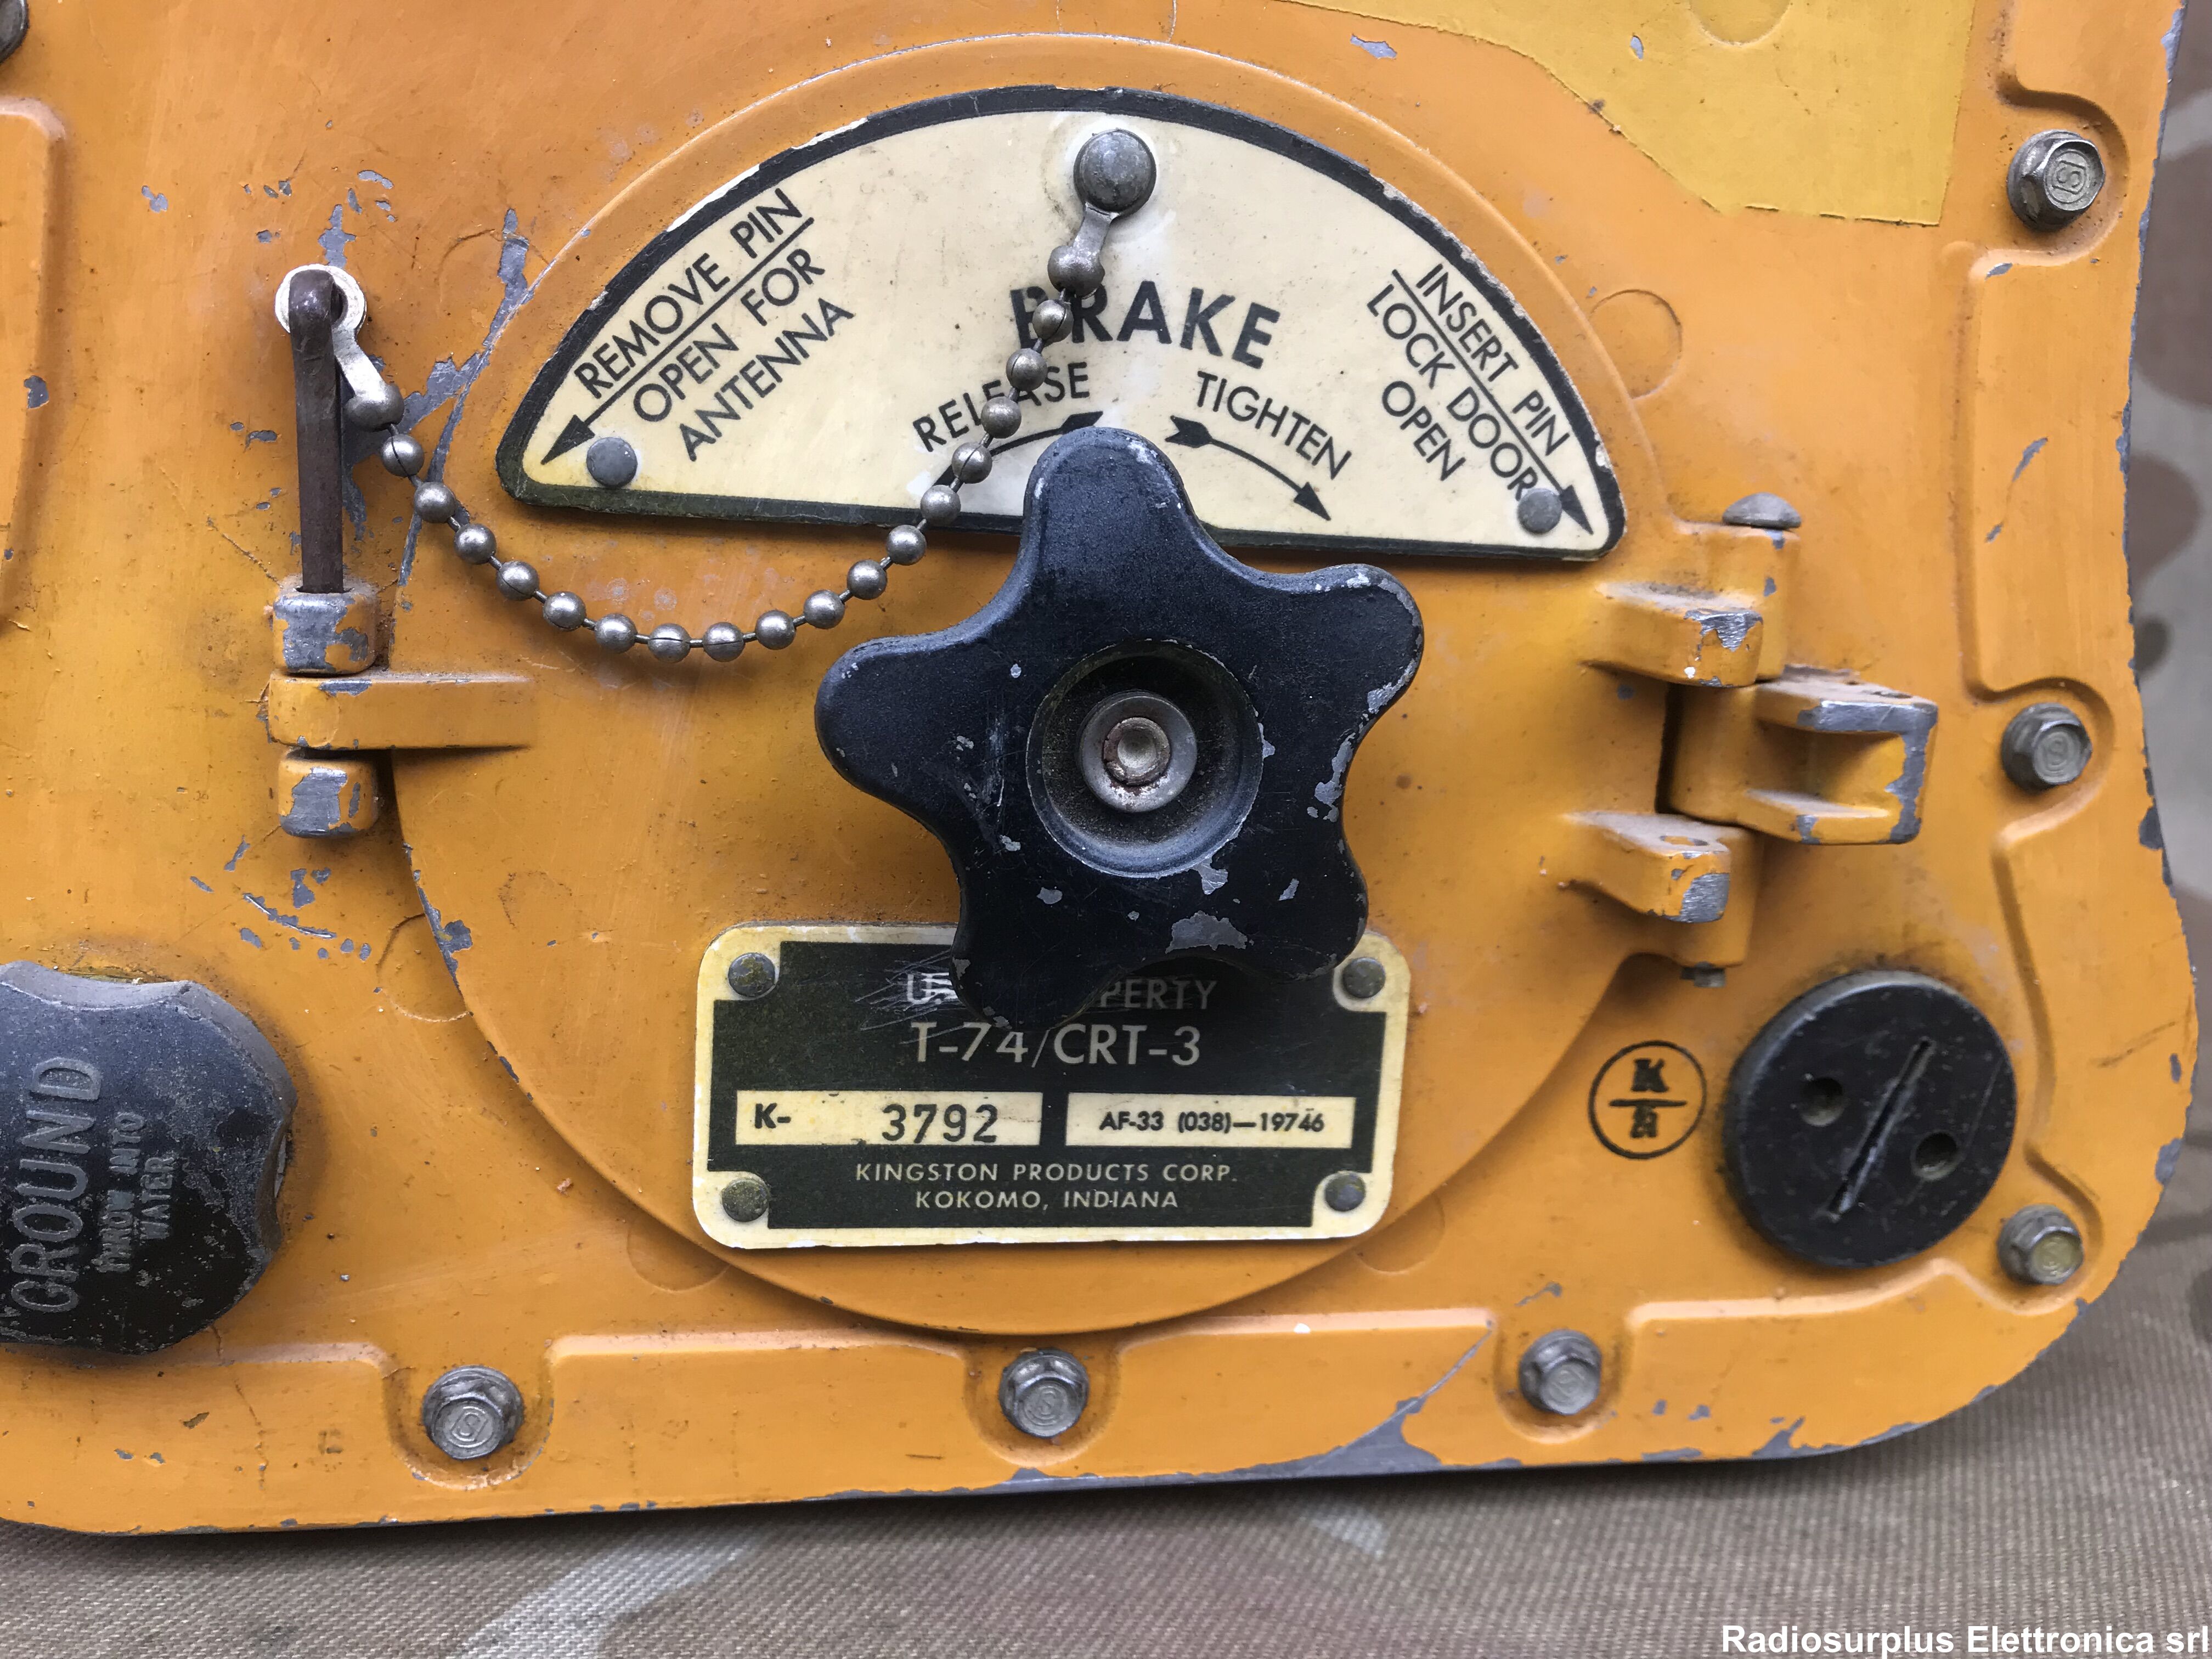 REMOVE PIN
OPEN FOR
ANTENNA
BRAKE
RELEASE
TIGHTEN
INSERT PIN
LOCK DOOR
OPEN
GROUND
THROW INTO
WATER
T-74/CRT-3
K- 3792
AF-33 (038)—19746
KINGSTON PRODUCTS CORP.
KOKOMO, INDIANA
K
Radiosurplus Elettronica srl